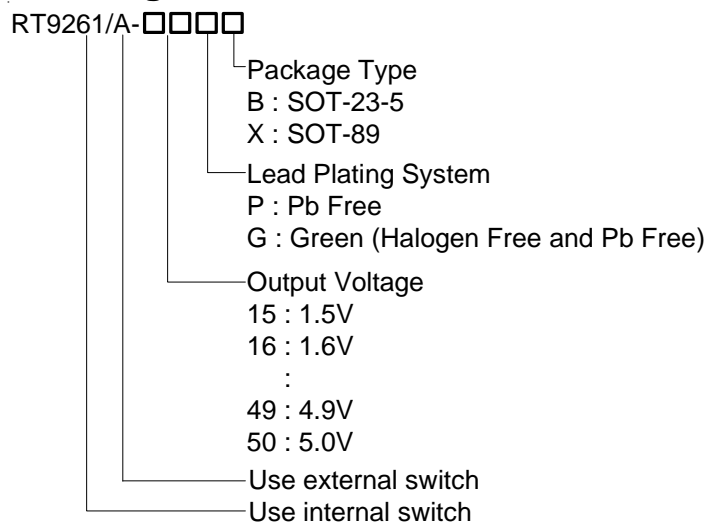 RT9261/A-□□□□
Package Type
B : SOT-23-5
X : SOT-89
Lead Plating System
P : Pb Free
G : Green (Halogen Free and Pb Free)
Output Voltage
15 : 1.5V
16 : 1.6V
:
49 : 4.9V
50 : 5.0V
Use external switch
Use internal switch